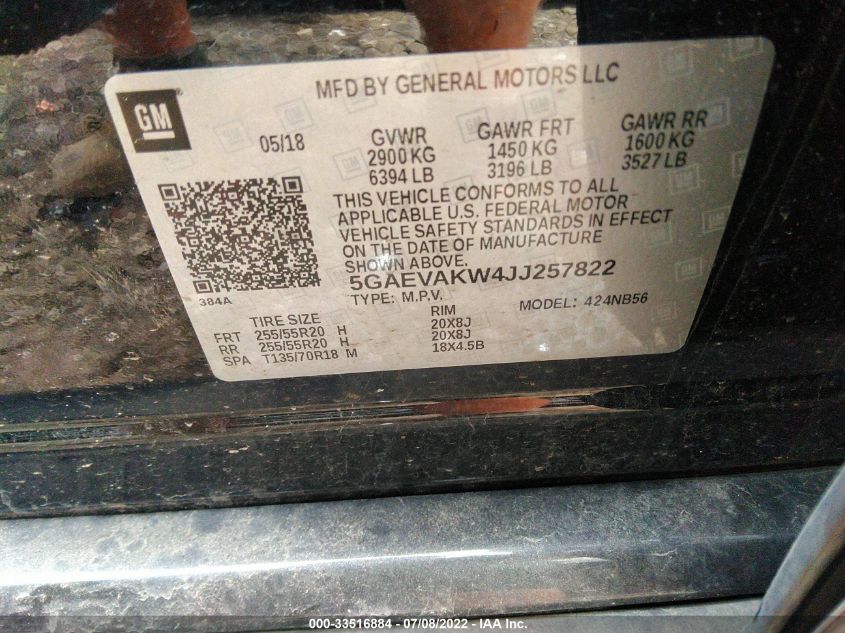 MFD BY GENERAL MOTORS LLC
GM
05/18 GVWR GAWR FRT GAWR RR
2900 KG 1450 KG 1600 KG
6394 LB 3196 LB 3527 LB
THIS VEHICLE CONFORMS TO ALL
APPLICABLE U.S. FEDERAL MOTOR
VEHICLE SAFETY STANDARDS IN EFFECT
ON THE DATE OF MANUFACTURE
SHOWN ABOVE.
5GAEVAKW4JJ257822
384A TYPE: M.P.V. MODEL: 424NB56
TIRE SIZE RIM
FRT 255/55R20 H 20X8J
RR 255/55R20 H 20X8J
SPA T135/70R18 M 18X4.5B
000-33516884 - 07/08/2022 - IAA Inc.